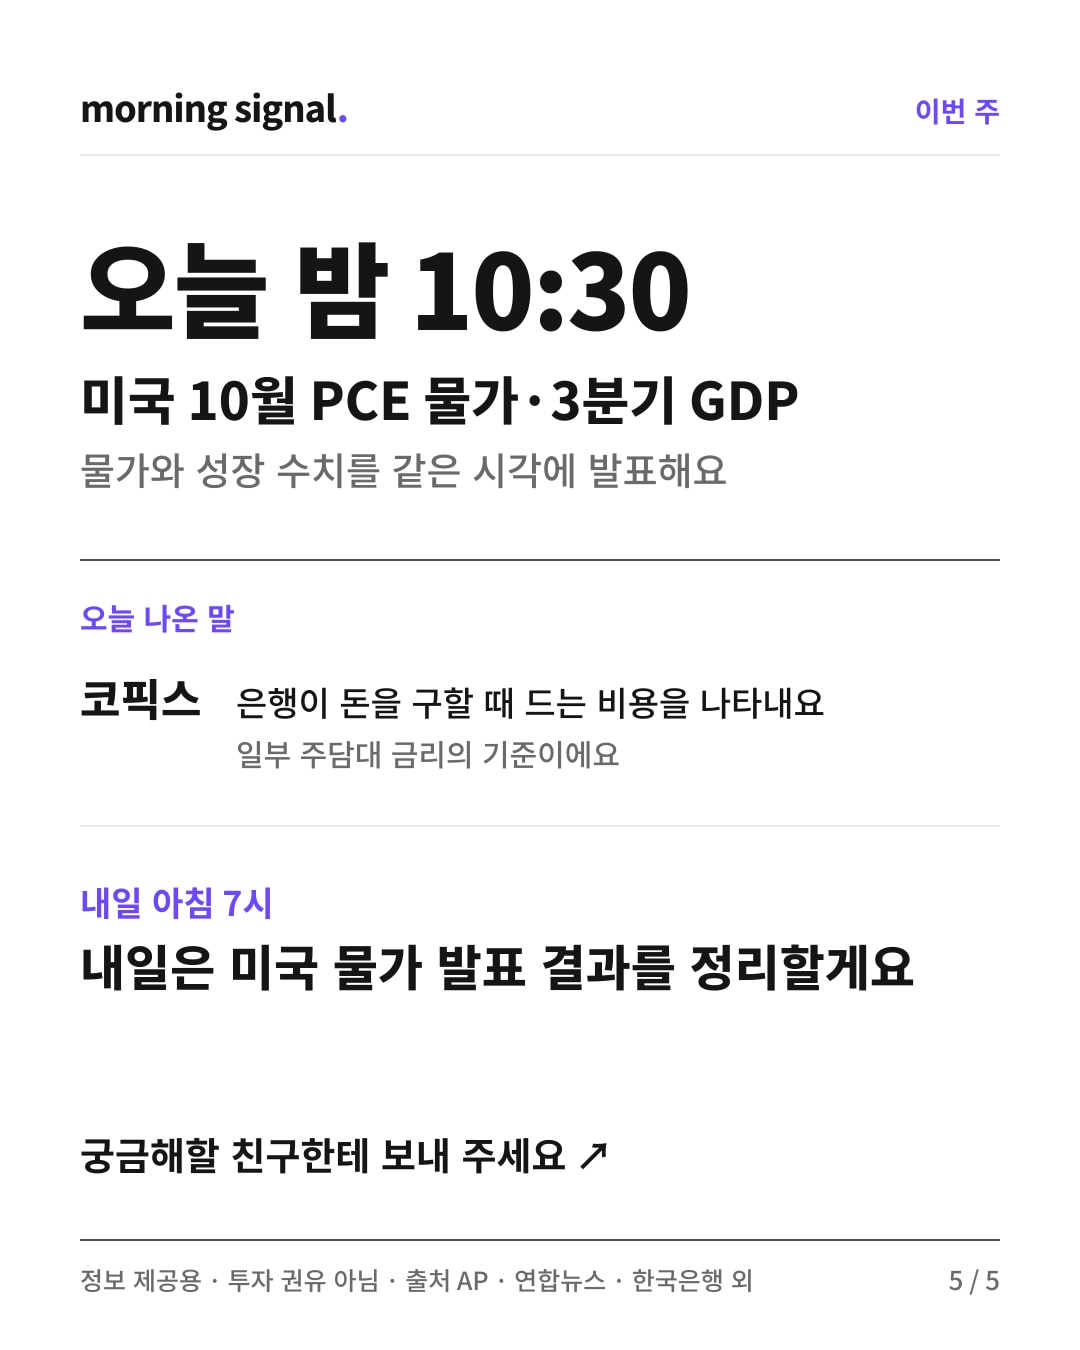 morning signal.
이번 주
오늘 밤 10:30
미국 10월 PCE 물가·3분기 GDP
물가와 성장 수치를 같은 시각에 발표해요
오늘 나온 말
코픽스 은행이 돈을 구할 때 드는 비용을 나타내요
일부 주담대 금리의 기준이에요
내일 아침 7시
내일은 미국 물가 발표 결과를 정리할게요
궁금해할 친구한테 보내 주세요 ↗
정보 제공용 · 투자 권유 아님 · 출처 AP · 연합뉴스 · 한국은행 외
5 / 5